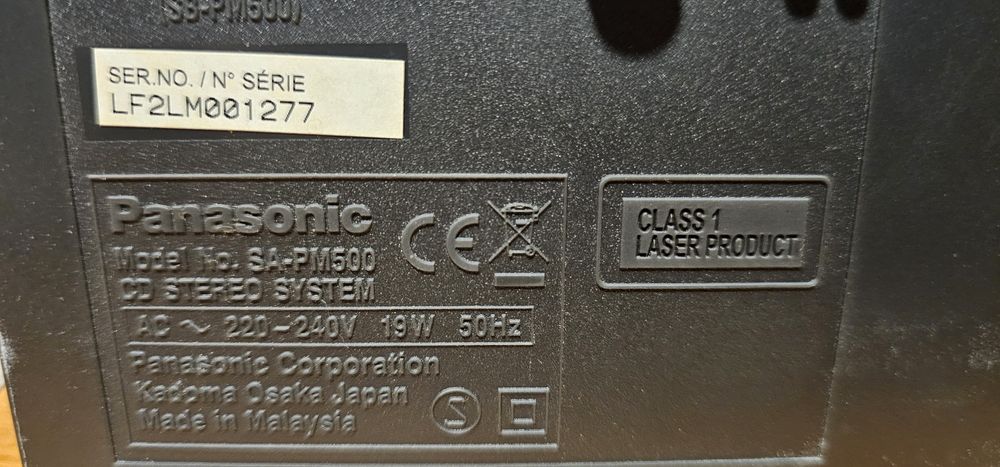 (SB-PM500)
SER.NO. / N° SÉRIE
LF2LM001277
Panasonic
Model No. SA-PM500
CD STEREO SYSTEM
CE
AC ~ 220-240V 19W 50Hz
Panasonic Corporation
Kadoma Osaka Japan
Made in Malaysia
S
CLASS 1
LASER PRODUCT